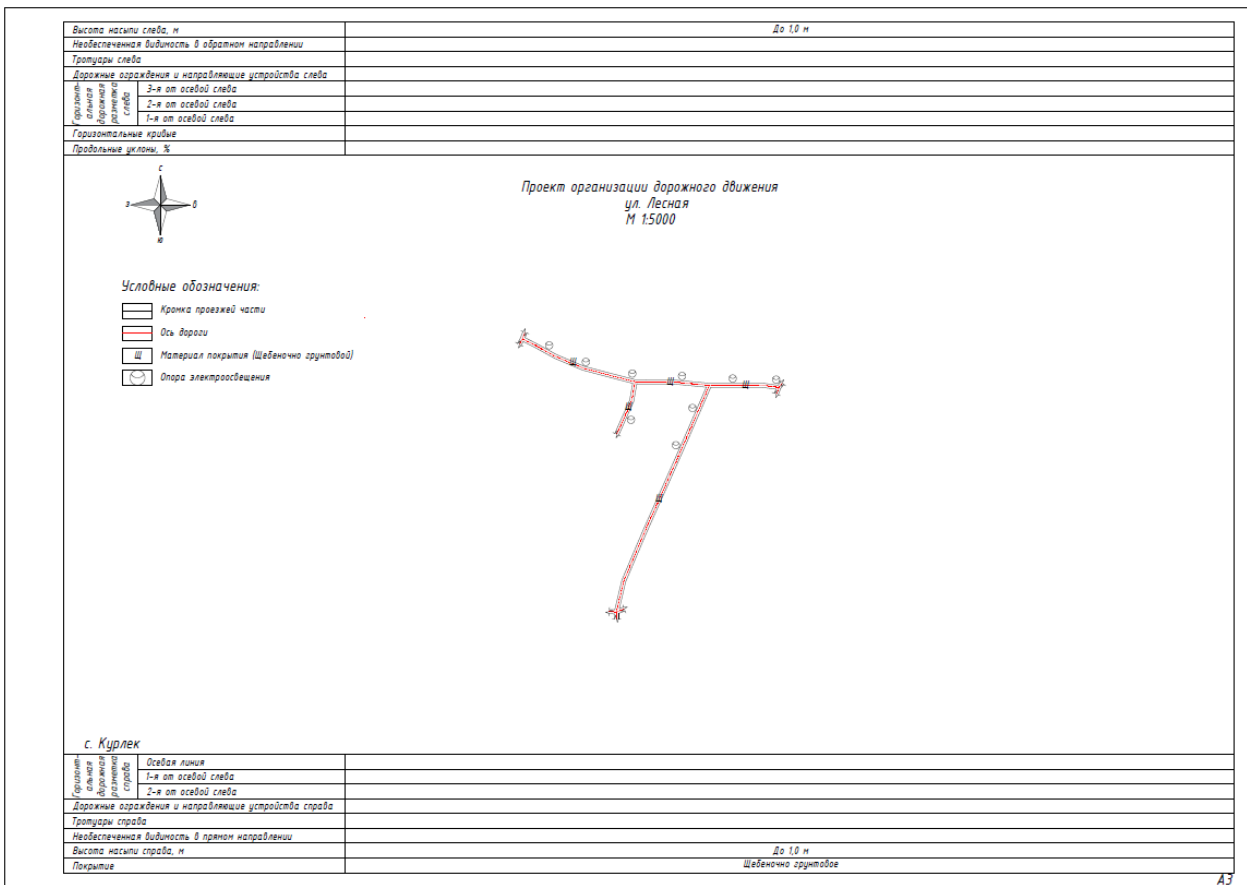 Высота насыпи слева, м
До 1,0 м
Необеспеченная видимость в обратном направлении
Тротуары слева
Дорожные ограждения и направляющие устройства слева
Горизонт-
альная
дорожная
разметка
слева
3-я от осевой слева
2-я от осевой слева
1-я от осевой слева
Горизонтальные кривые
Продольные уклоны, %
с
з
в
ю
Проект организации дорожного движения
ул. Лесная
М 1:5000
Условные обозначения:
Кромка проезжей части
Ось дороги
Щ Материал покрытия (Щебеночно грунтовой)
Опора электроосвещения
с. Курлек
Горизонт-
альная
дорожная
разметка
справа
Осевая линия
1-я от осевой слева
2-я от осевой слева
Дорожные ограждения и направляющие устройства справа
Тротуары справа
Необеспеченная видимость в прямом направлении
Высота насыпи справа, м
До 1,0 м
Покрытие
Щебеночно грунтовое
А3